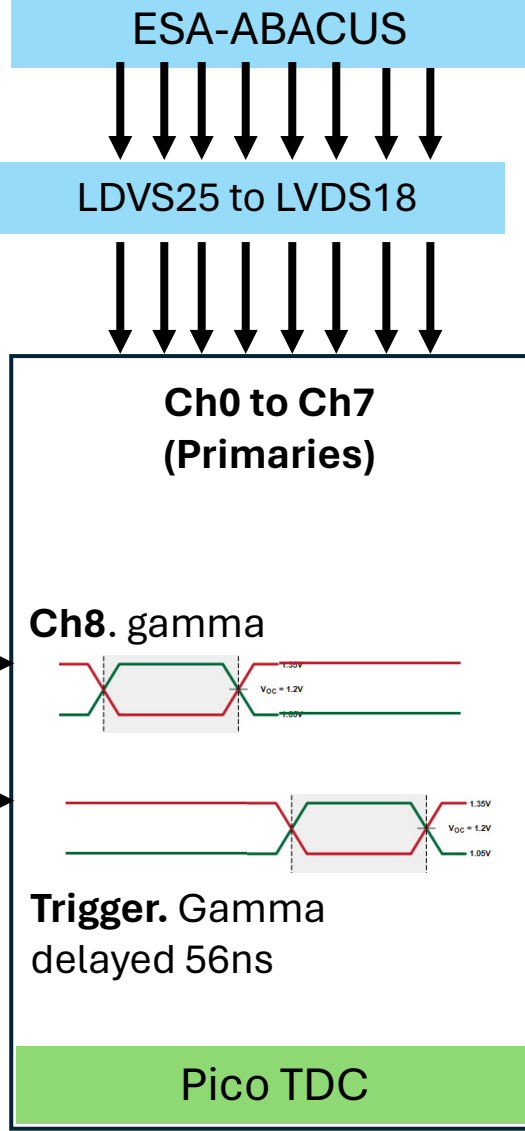 ESA-ABACUS
LDVS25 to LVDS18
Ch0 to Ch7
(Primaries)
Ch8. gamma
1.35V
VOC = 1.2V
1.05V
1.35V
VOC = 1.2V
1.05V
Trigger. Gamma
delayed 56ns
Pico TDC